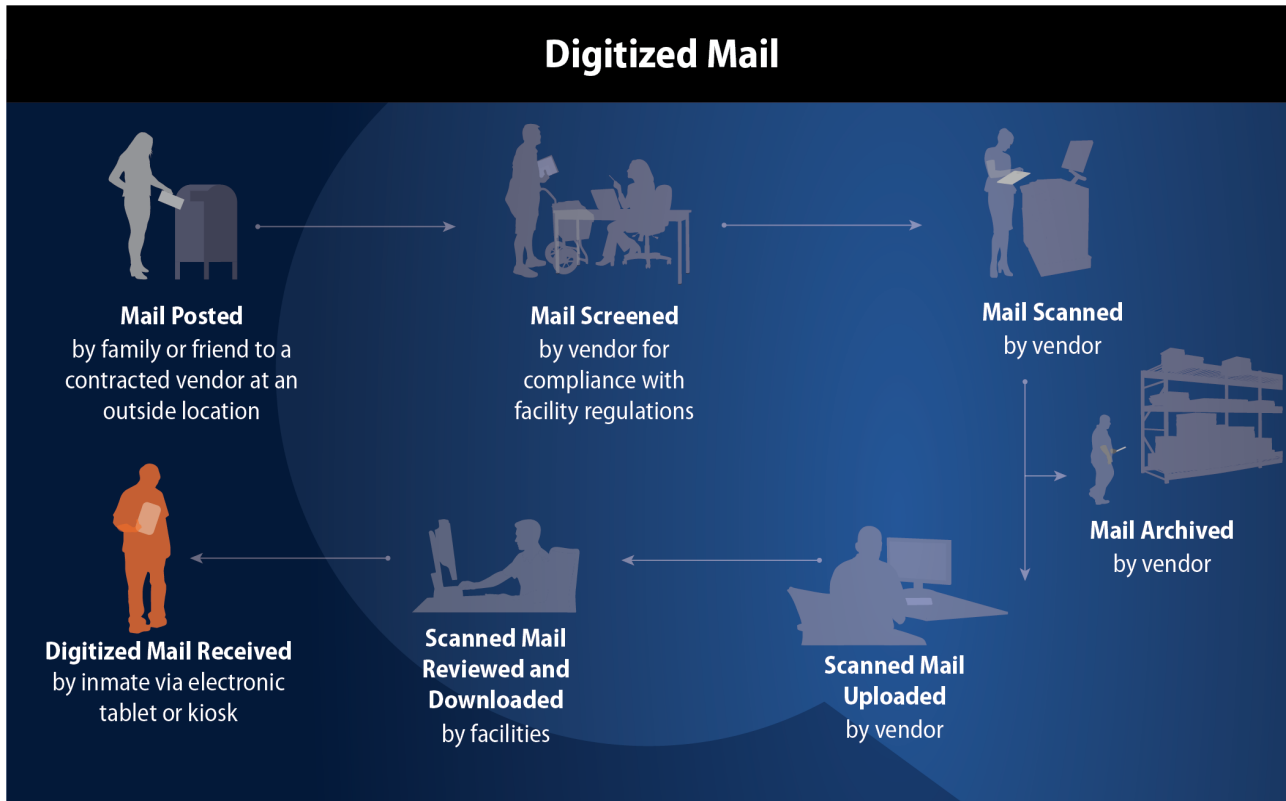 Digitized Mail
Mail Posted
by family or friend to a
contracted vendor at an
outside location
Mail Screened
by vendor for
compliance with
facility regulations
Mail Scanned
by vendor
Mail Archived
by vendor
Scanned Mail
Uploaded
by vendor
Scanned Mail
Reviewed and
Downloaded
by facilities
Digitized Mail Received
by inmate via electronic
tablet or kiosk